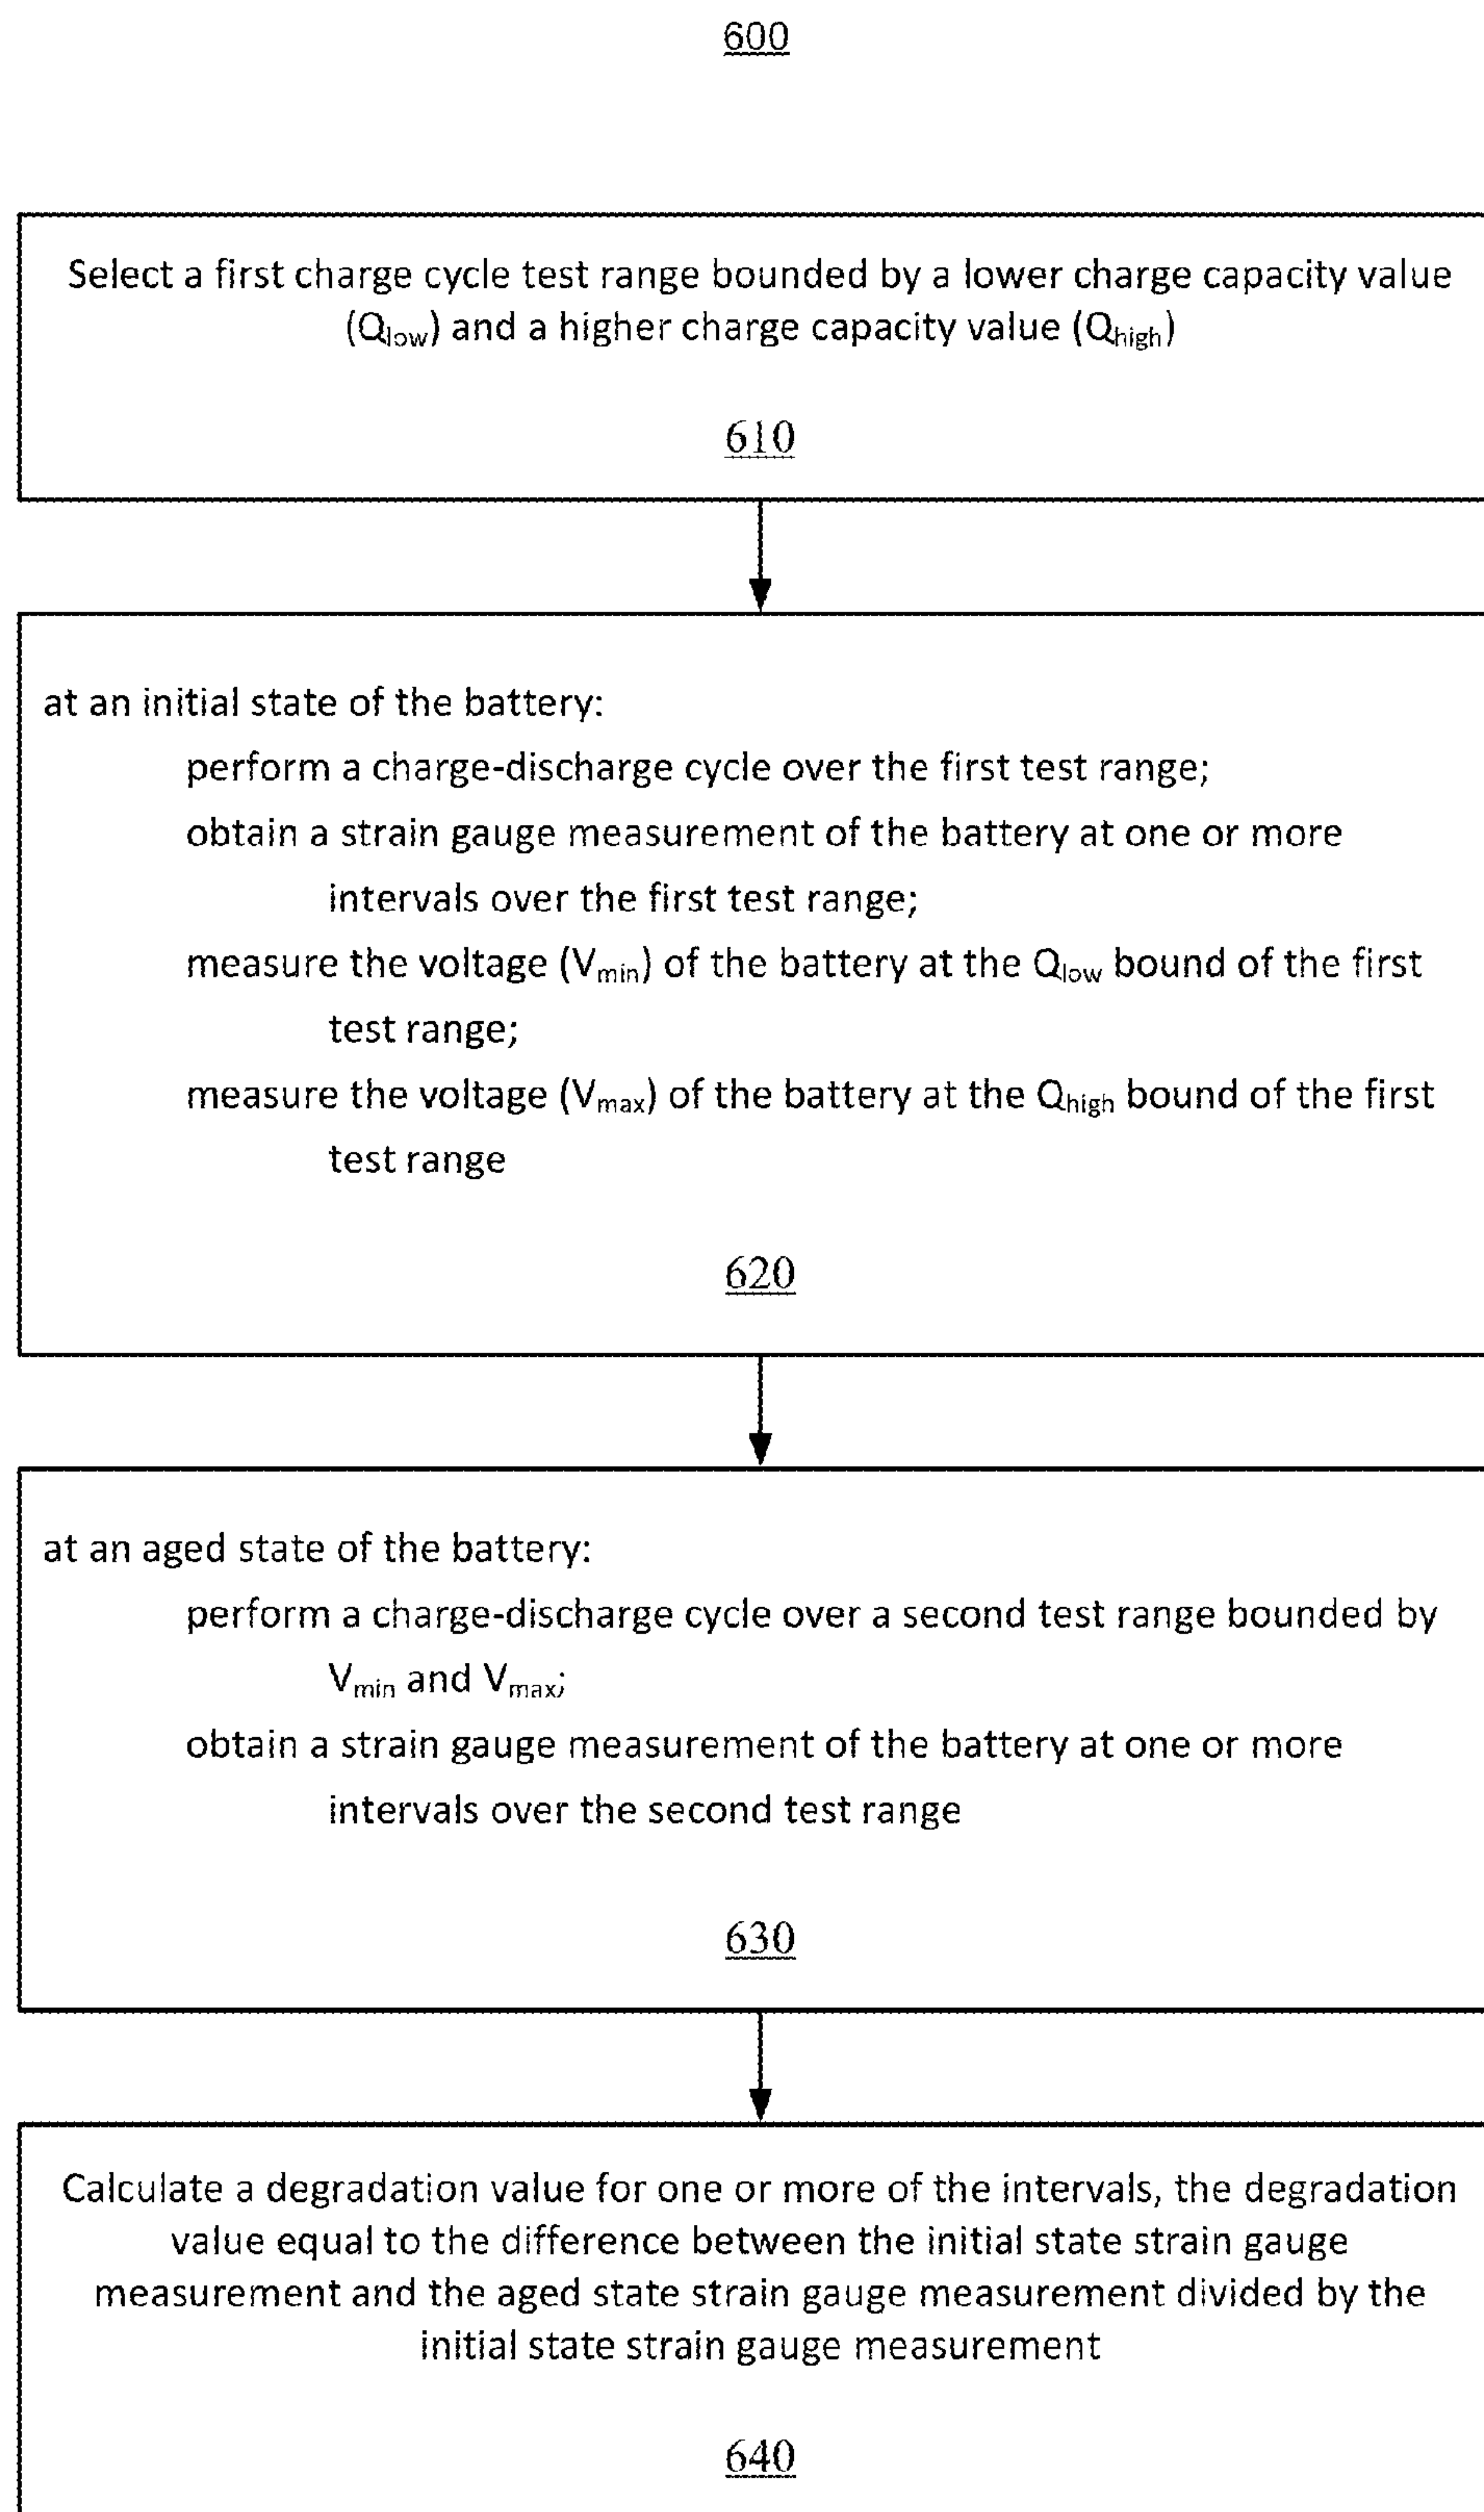 600
Select a first charge cycle test range bounded by a lower charge capacity value
(Qlow) and a higher charge capacity value (Qhigh)
610
at an initial state of the battery:
perform a charge-discharge cycle over the first test range;
obtain a strain gauge measurement of the battery at one or more
intervals over the first test range;
measure the voltage (Vmin) of the battery at the Qlow bound of the first
test range;
measure the voltage (Vmax) of the battery at the Qhigh bound of the first
test range
620
at an aged state of the battery:
perform a charge-discharge cycle over a second test range bounded by
Vmin and Vmax;
obtain a strain gauge measurement of the battery at one or more
intervals over the second test range
630
Calculate a degradation value for one or more of the intervals, the degradation
value equal to the difference between the initial state strain gauge
measurement and the aged state strain gauge measurement divided by the
initial state strain gauge measurement
640